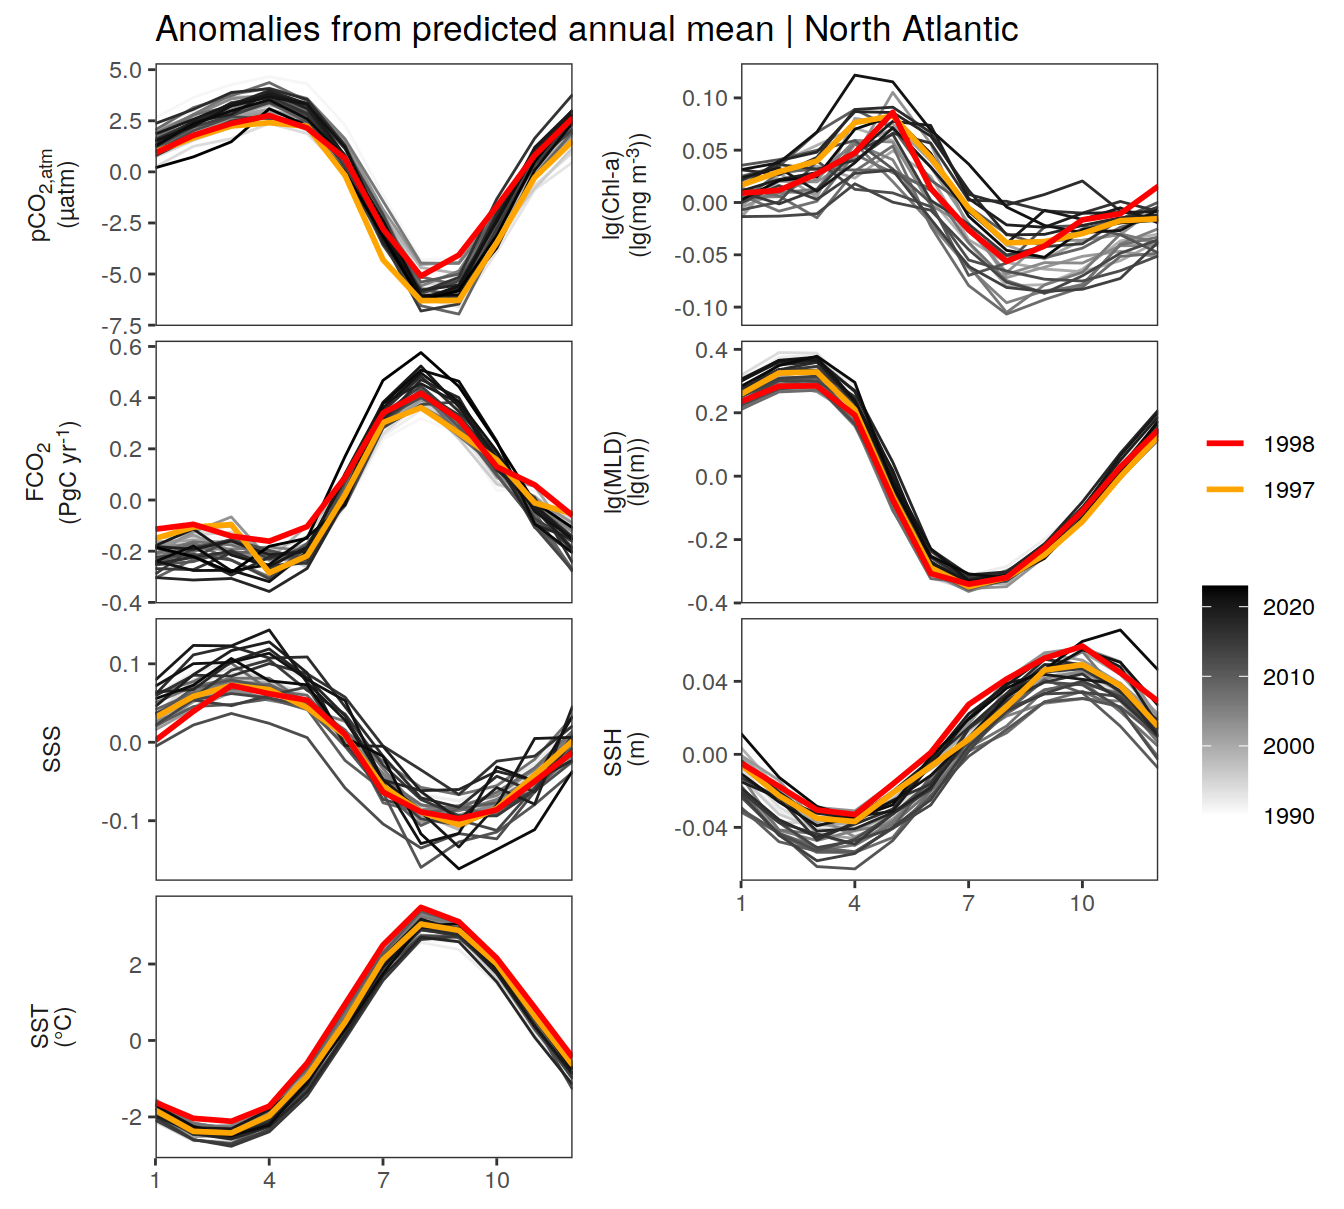 Anomalies from predicted annual mean | North Atlantic
pCO2,atm
(µatm)
5.0
2.5
0.0
-2.5
-5.0
-7.5
lg(Chl-a)
(lg(mg m-3))
0.10
0.05
0.00
-0.05
-0.10
FCO2
(PgC yr-1)
0.6
0.4
0.2
0.0
-0.2
-0.4
lg(MLD)
(lg(m))
0.4
0.2
0.0
-0.2
-0.4
SSS
0.1
0.0
-0.1
SSH
(m)
0.04
0.00
-0.04
1 4 7 10
SST
(°C)
2
0
-2
1 4 7 10
1998
1997
2020
2010
2000
1990